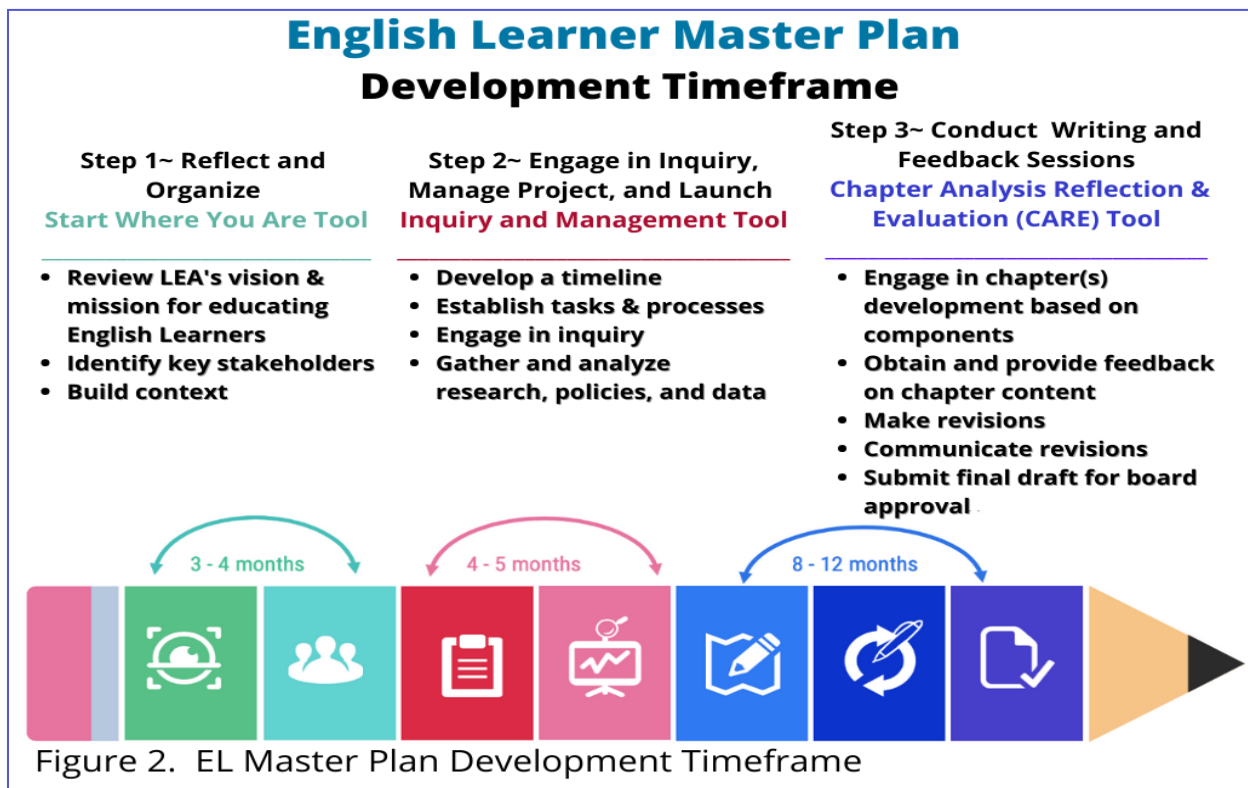 English Learner Master Plan
Development Timeframe
Step 1~ Reflect and
Organize
Start Where You Are Tool
• Review LEA's vision &
mission for educating
English Learners
• Identify key stakeholders
• Build context
Step 2~ Engage in Inquiry,
Manage Project, and Launch
Inquiry and Management Tool
• Develop a timeline
• Establish tasks & processes
• Engage in inquiry
• Gather and analyze
research, policies, and data
Step 3~ Conduct Writing and
Feedback Sessions
Chapter Analysis Reflection &
Evaluation (CARE) Tool
• Engage in chapter(s)
development based on
components
• Obtain and provide feedback
on chapter content
• Make revisions
• Communicate revisions
• Submit final draft for board
approval
3 - 4 months
4 - 5 months
8 - 12 months
Figure 2. EL Master Plan Development Timeframe